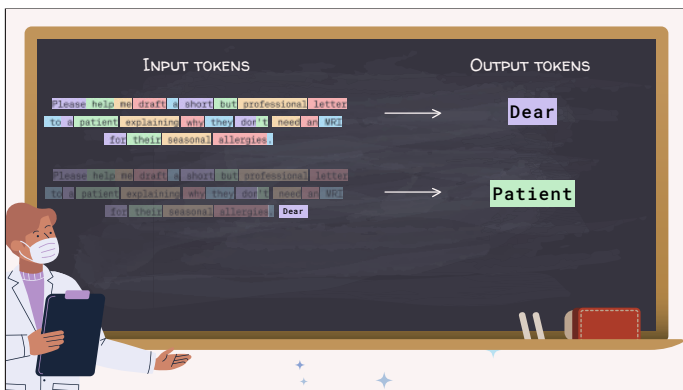 Input tokens
Output tokens
Please help me draft a short but professional letter
to a patient explaining why they don't need an MRI
for their seasonal allergies.
Dear
Please help me draft a short but professional letter
to a patient explaining why they don't need an MRI
for their seasonal allergies. Dear
Patient